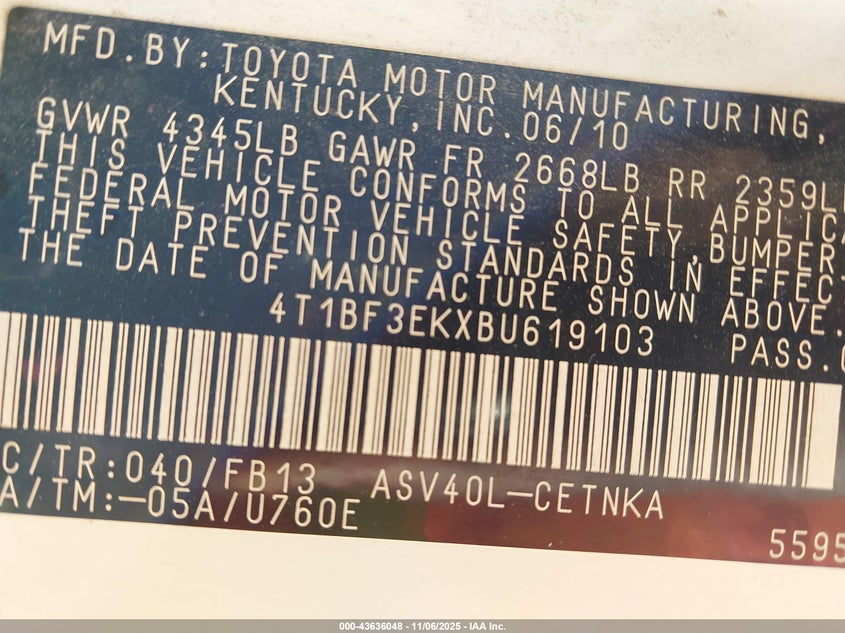 MFD.BY:TOYOTA MOTOR MANUFACTURING,
KENTUCKY,INC.06/10
GVWR 4345LB GAWR FR 2668LB RR 2359L
THIS VEHICLE CONFORMS TO ALL APPLICA
FEDERAL MOTOR VEHICLE SAFETY,BUMPER
THEFT PREVENTION STANDARDS IN EFFECT
THE DATE OF MANUFACTURE SHOWN ABOVE.
4T1BF3EKXBU619103 PASS.
C/TR:040/FB13 ASV40L-CETNKA
A/TM:-05A/U760E
5595
000-43636048 - 11/06/2025 - IAA Inc.